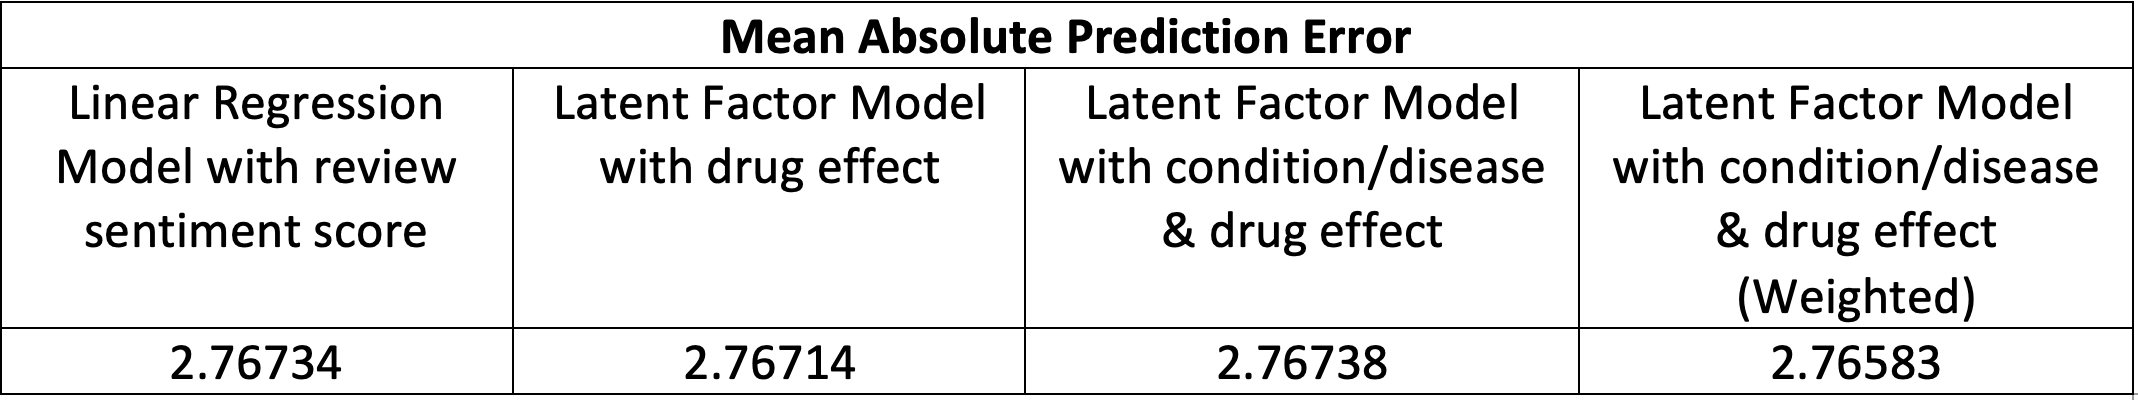 Mean Absolute Prediction Error
Linear Regression
Model with review
sentiment score
Latent Factor Model
with drug effect
Latent Factor Model
with condition/disease
& drug effect
Latent Factor Model
with condition/disease
& drug effect
(Weighted)
2.76734
2.76714
2.76738
2.76583